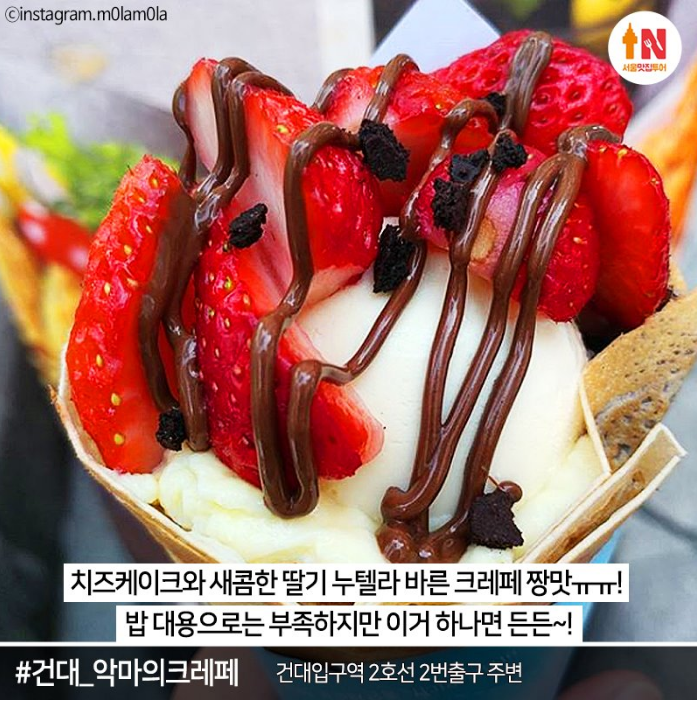 ©instagram.m0lam0la
IN
서울맛집투어
치즈케이크와 새콤한 딸기 누텔라 바른 크레페 짱맛ㅠㅠ!
밥 대용으로는 부족하지만 이거 하나면 든든~!
#건대_악마의크레페 건대입구역 2호선 2번출구 주변